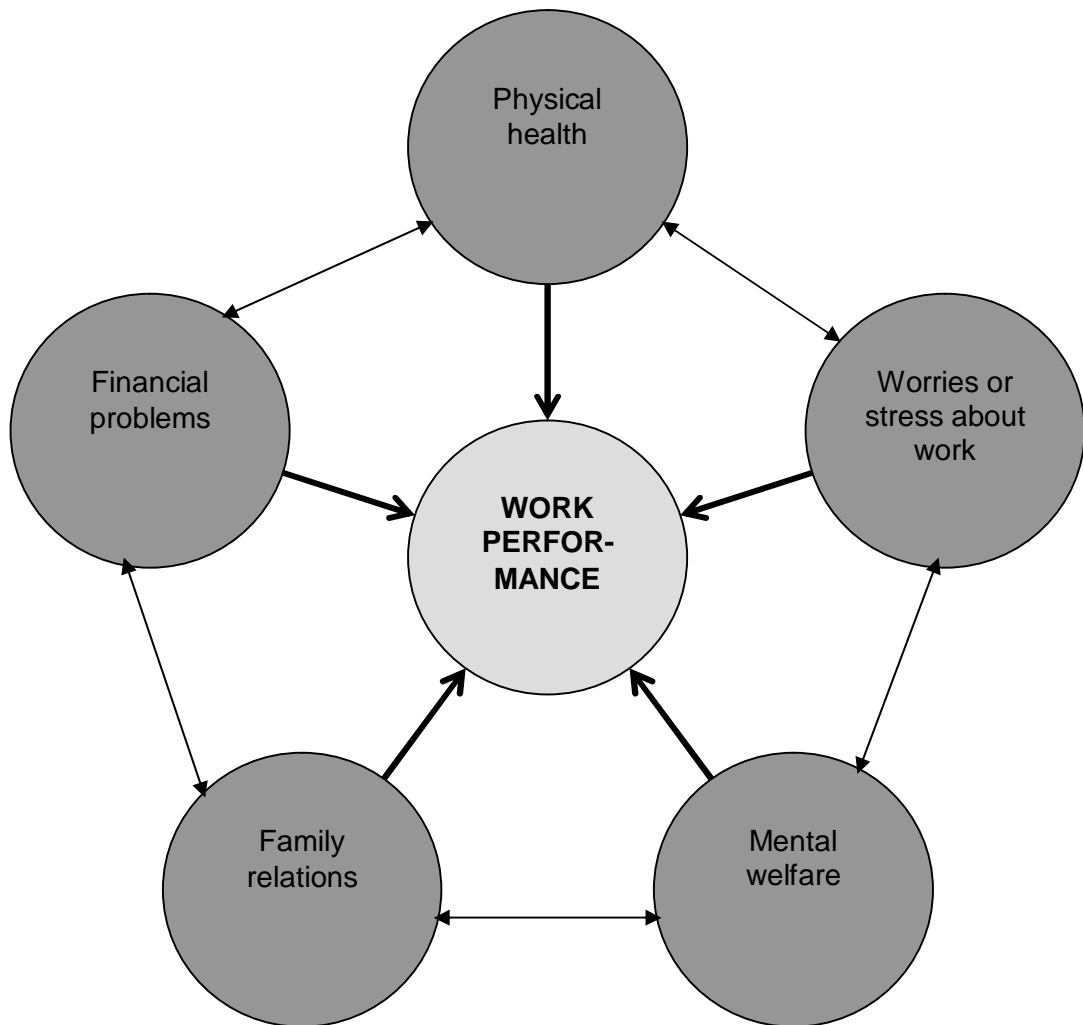 Physical
health
Financial
problems
Worries or
stress about
work
WORK
PERFOR-
MANCE
Family
relations
Mental
welfare